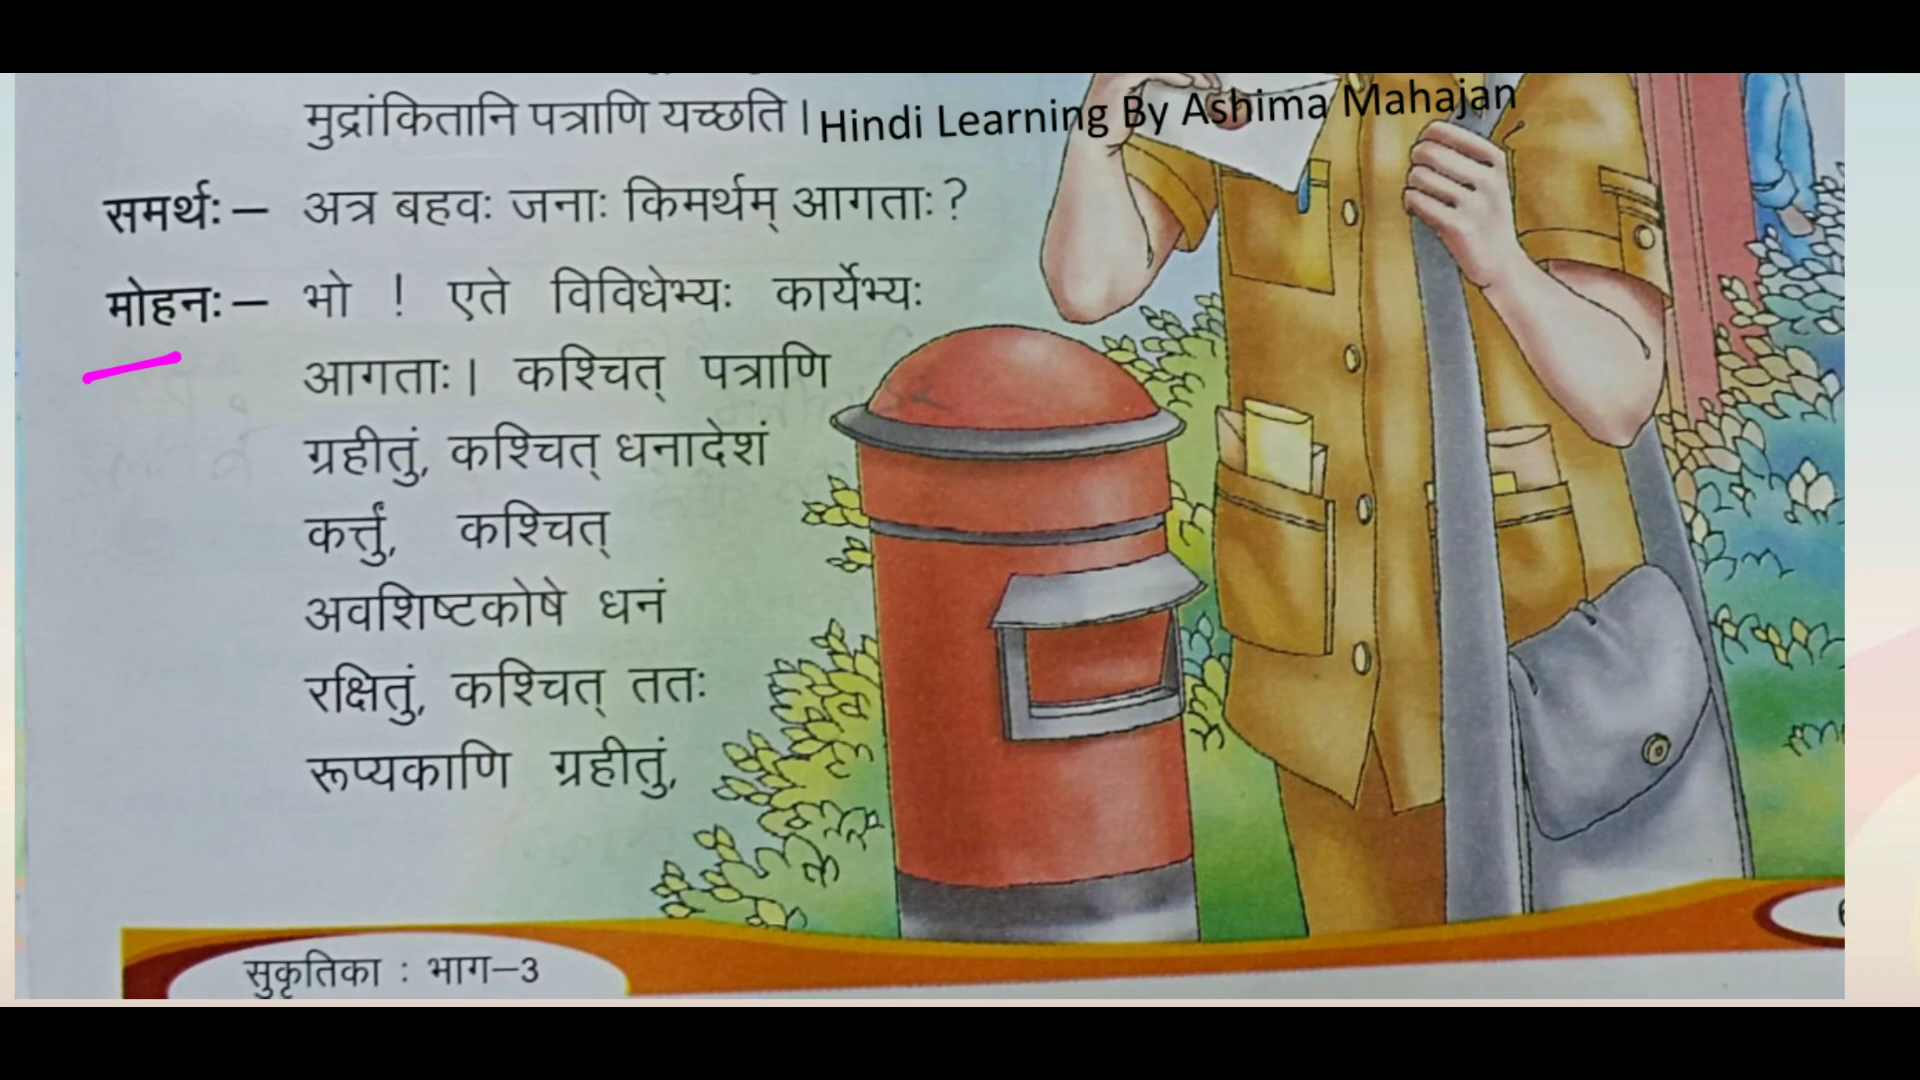 मुद्रांकितानि पत्राणि यच्छति । Hindi Learning By Ashima Mahajan
समर्थः – अत्र बहवः जनाः किमर्थम् आगताः ?
मोहनः – भो ! एते विविधेभ्यः कार्येभ्यः
आगताः । कश्चित् पत्राणि
ग्रहीतुं, कश्चित् धनादेशं
कर्त्तुं, कश्चित्
अवशिष्टकोषे धनं
रक्षितुं, कश्चित् ततः
रूप्यकाणि ग्रहीतुं,
सुकृतिका : भाग–3